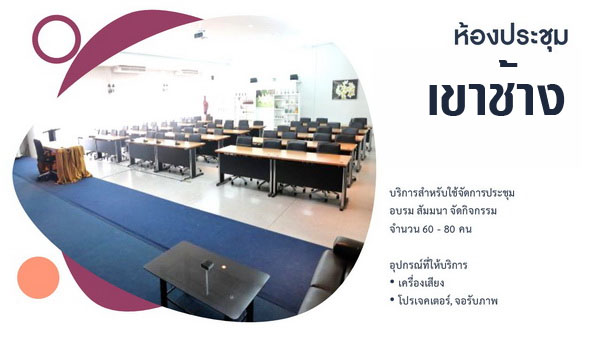 ห้องประชุม
เขาช้าง
บริการสำหรับใช้จัดการประชุม
อบรม สัมมนา จัดกิจกรรม
จำนวน 60 - 80 คน
อุปกรณ์ที่ให้บริการ
• เครื่องเสียง
• โปรเจคเตอร์, จอรับภาพ